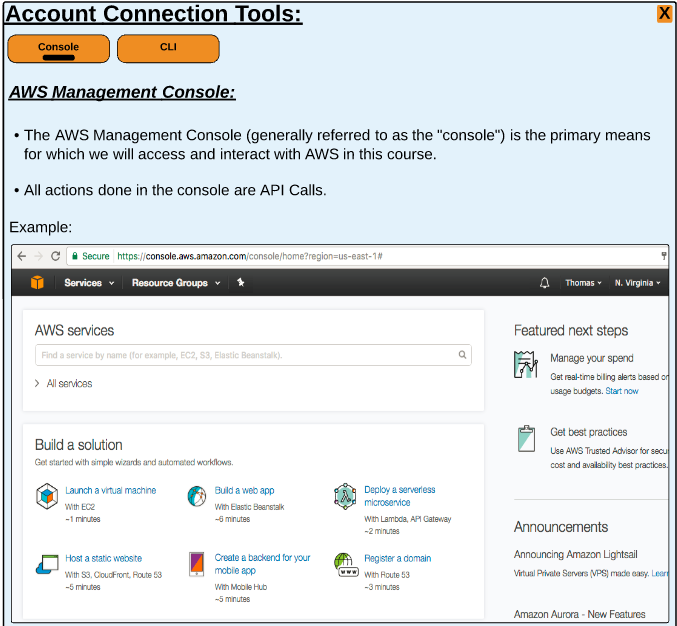 Account Connection Tools:
X
Console
CLI
AWS Management Console:
• The AWS Management Console (generally referred to as the "console") is the primary means
for which we will access and interact with AWS in this course.
• All actions done in the console are API Calls.
Example:
Secure https://console.aws.amazon.com/console/home?region=us-east-1#
Services
Resource Groups
Thomas
N. Virginia
AWS services
Find a service by name (for example, EC2, S3, Elastic Beanstalk).
All services
Build a solution
Get started with simple wizards and automated workflows.
Launch a virtual machine
With EC2
~1 minutes
Build a web app
With Elastic Beanstalk
~6 minutes
Deploy a serverless
microservice
With Lambda, API Gateway
~2 minutes
Host a static website
With S3, CloudFront, Route 53
~5 minutes
Create a backend for your
mobile app
With Mobile Hub
~5 minutes
Register a domain
With Route 53
~3 minutes
Featured next steps
Manage your spend
Get real-time billing alerts based on
usage budgets. Start now
Get best practices
Use AWS Trusted Advisor for secu
cost and availability best practices.
Announcements
Announcing Amazon Lightsail
Virtual Private Servers (VPS) made easy. Lear
Amazon Aurora - New Features